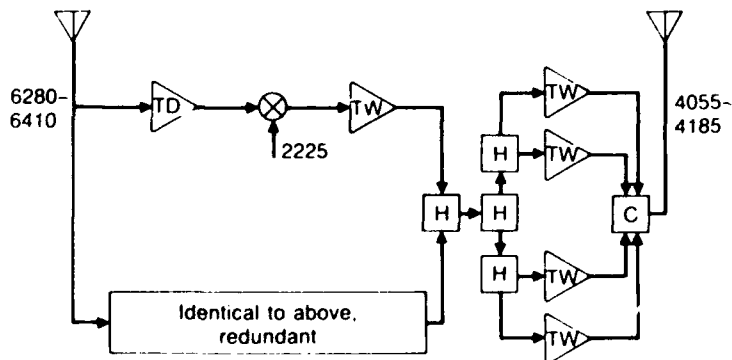 6280-
6410
TD
2225
TW
H
H
H
H
TW
TW
TW
TW
C
4055-
4185
Identical to above,
redundant